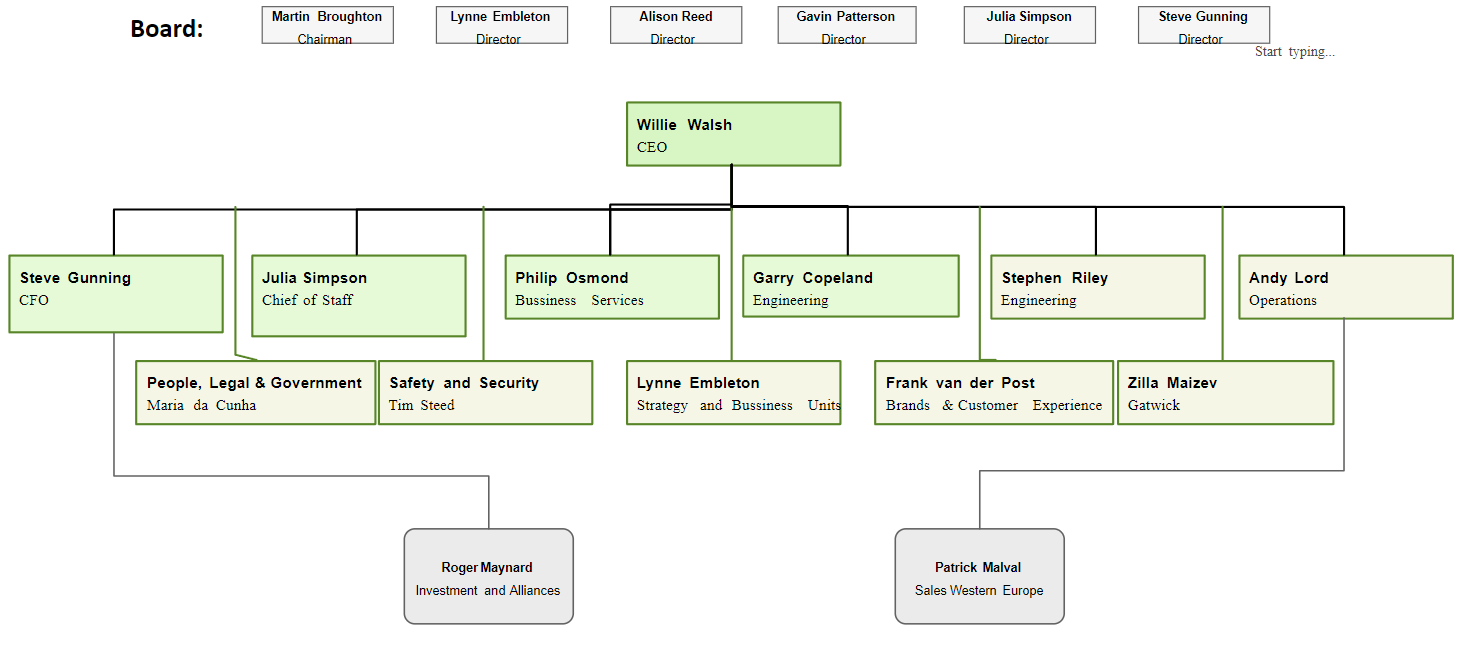 Board:
Martin Broughton
Chairman
Lynne Embleton
Director
Alison Reed
Director
Gavin Patterson
Director
Julia Simpson
Director
Steve Gunning
Director
Start typing...
Willie Walsh
CEO
Steve Gunning
CFO
Julia Simpson
Chief of Staff
Philip Osmond
Bussiness Services
Garry Copeland
Engineering
Stephen Riley
Engineering
Andy Lord
Operations
People, Legal & Government
Maria da Cunha
Safety and Security
Tim Steed
Lynne Embleton
Strategy and Bussiness Units
Frank van der Post
Brands & Customer Experience
Zilla Maizev
Gatwick
Roger Maynard
Investment and Alliances
Patrick Malval
Sales Western Europe